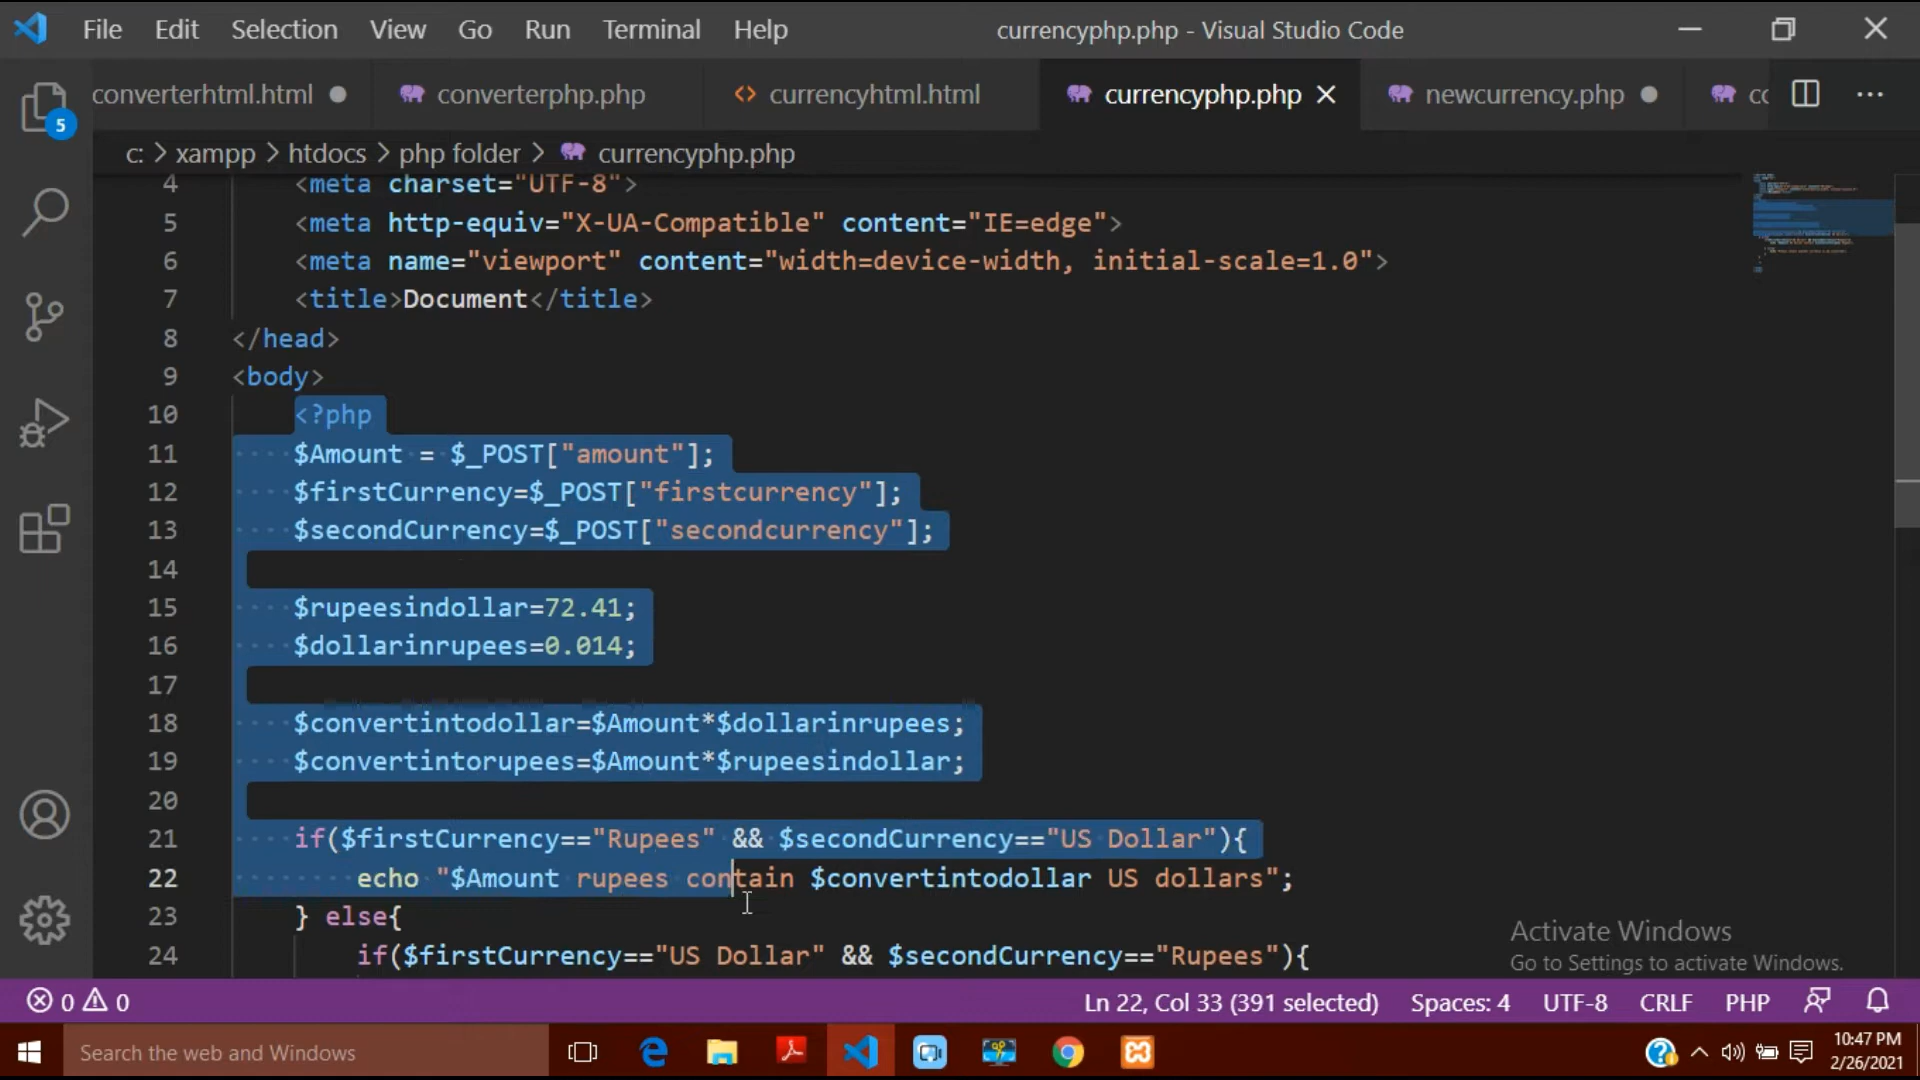 File Edit Selection View Go Run Terminal Help currencyphp.php - Visual Studio Code
converterhtml.html converterphp.php currencyhtml.html currencyphp.php newcurrency.php
5
c: > xampp > htdocs > php folder > currencyphp.php
4 <meta charset="UTF-8">
5 <meta http-equiv="X-UA-Compatible" content="IE=edge">
6 <meta name="viewport" content="width=device-width, initial-scale=1.0">
7 <title>Document</title>
8 </head>
9 <body>
10 <?php
11 $Amount = $_POST["amount"];
12 $firstCurrency=$_POST["firstcurrency"];
13 $secondCurrency=$_POST["secondcurrency"];
14
15 $rupeesindollar=72.41;
16 $dollarinrupees=0.014;
17
18 $convertintodollar=$Amount*$dollarinrupees;
19 $convertintorupees=$Amount*$rupeesindollar;
20
21 if($firstCurrency=="Rupees" && $secondCurrency=="US Dollar"){
22 echo "$Amount rupees contain $convertintodollar US dollars";
23 } else{
24 if($firstCurrency=="US Dollar" && $secondCurrency=="Rupees"){
Activate Windows
Go to Settings to activate Windows.
0 0 Ln 22, Col 33 (391 selected) Spaces: 4 UTF-8 CRLF PHP
Search the web and Windows
10:47 PM
2/26/2021